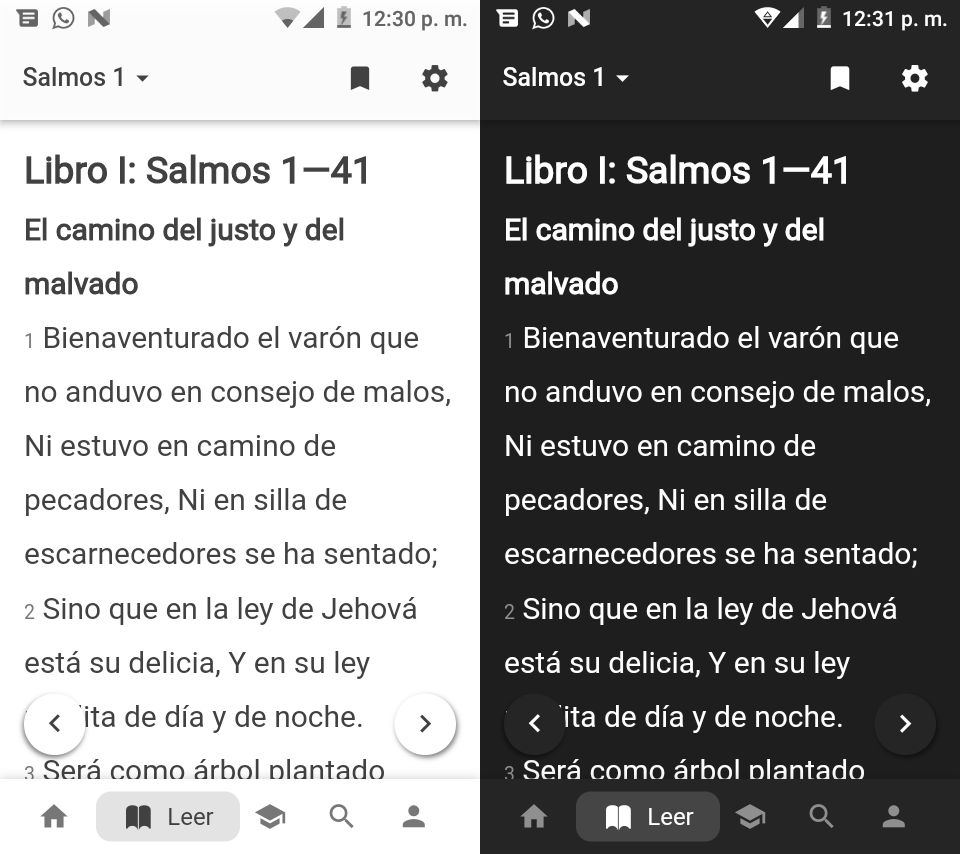 12:30 p. m.
Salmos 1
Libro I: Salmos 1—41
El camino del justo y del
malvado
1 Bienaventurado el varón que
no anduvo en consejo de malos,
Ni estuvo en camino de
pecadores, Ni en silla de
escarnecedores se ha sentado;
2 Sino que en la ley de Jehová
está su delicia, Y en su ley
de día y de noche.
3 Será como árbol plantado
Leer
12:31 p. m.
Salmos 1
Libro I: Salmos 1—41
El camino del justo y del
malvado
1 Bienaventurado el varón que
no anduvo en consejo de malos,
Ni estuvo en camino de
pecadores, Ni en silla de
escarnecedores se ha sentado;
2 Sino que en la ley de Jehová
está su delicia, Y en su ley
de día y de noche.
3 Será como árbol plantado
Leer